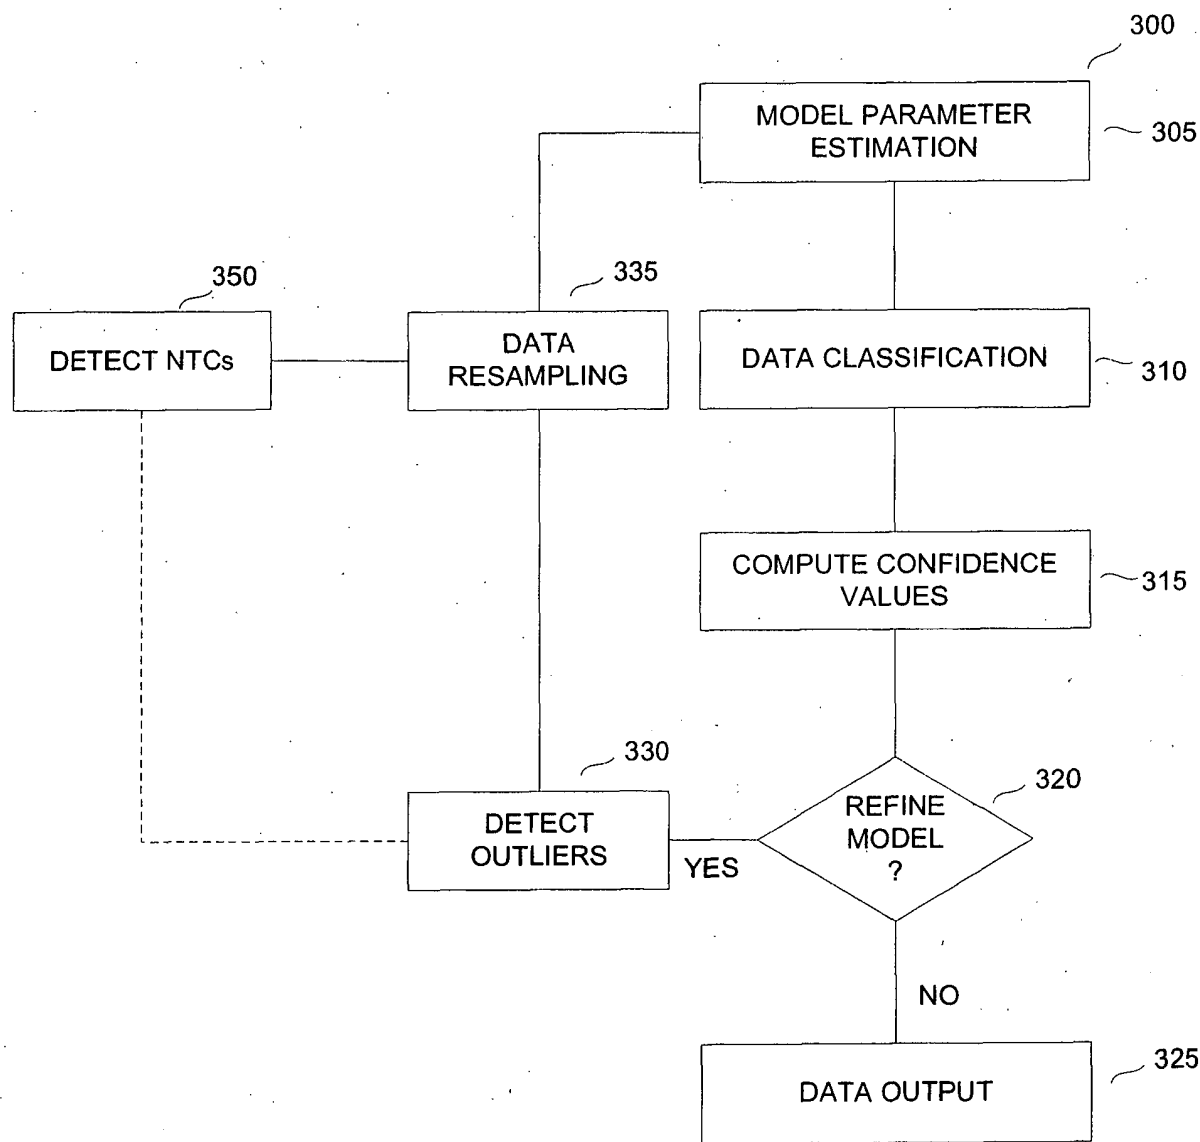 300
MODEL PARAMETER
ESTIMATION
305
350
335
DETECT NTCs
DATA
RESAMPLING
DATA CLASSIFICATION
310
COMPUTE CONFIDENCE
VALUES
315
330
320
DETECT
OUTLIERS
YES
REFINE
MODEL
?
NO
DATA OUTPUT
325